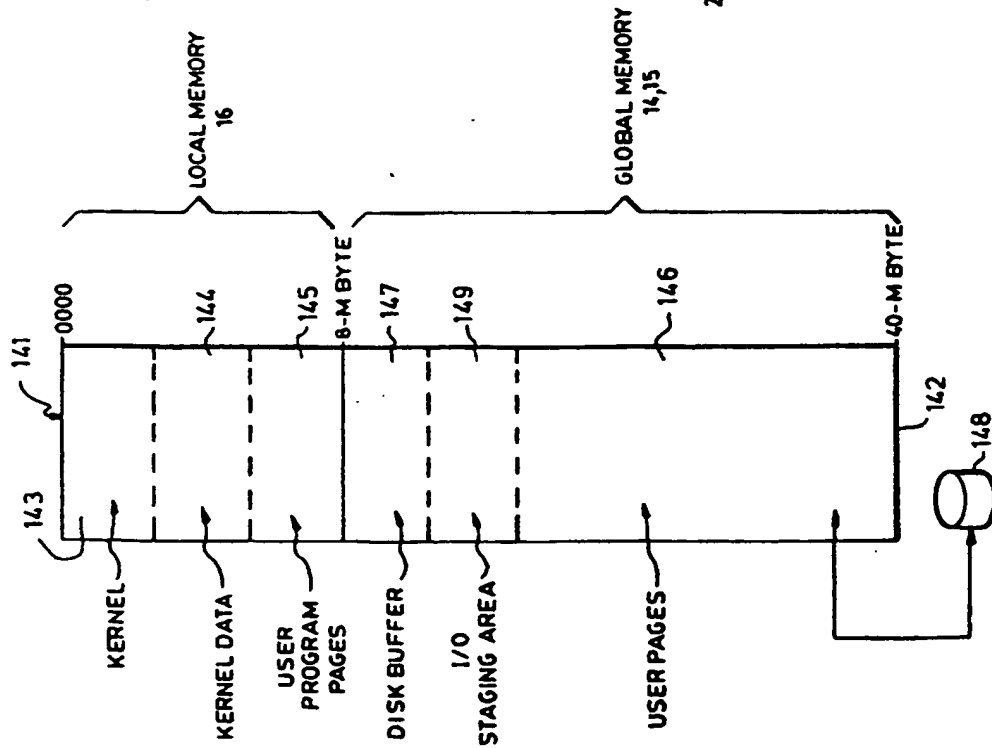 141
143
0000
KERNEL
144
KERNEL DATA
145
USER
PROGRAM
PAGES
8-M BYTE
LOCAL MEMORY
16
147
DISK BUFFER
149
I/O
STAGING AREA
146
USER PAGES
GLOBAL MEMORY
14,15
40-M BYTE
142
148
2